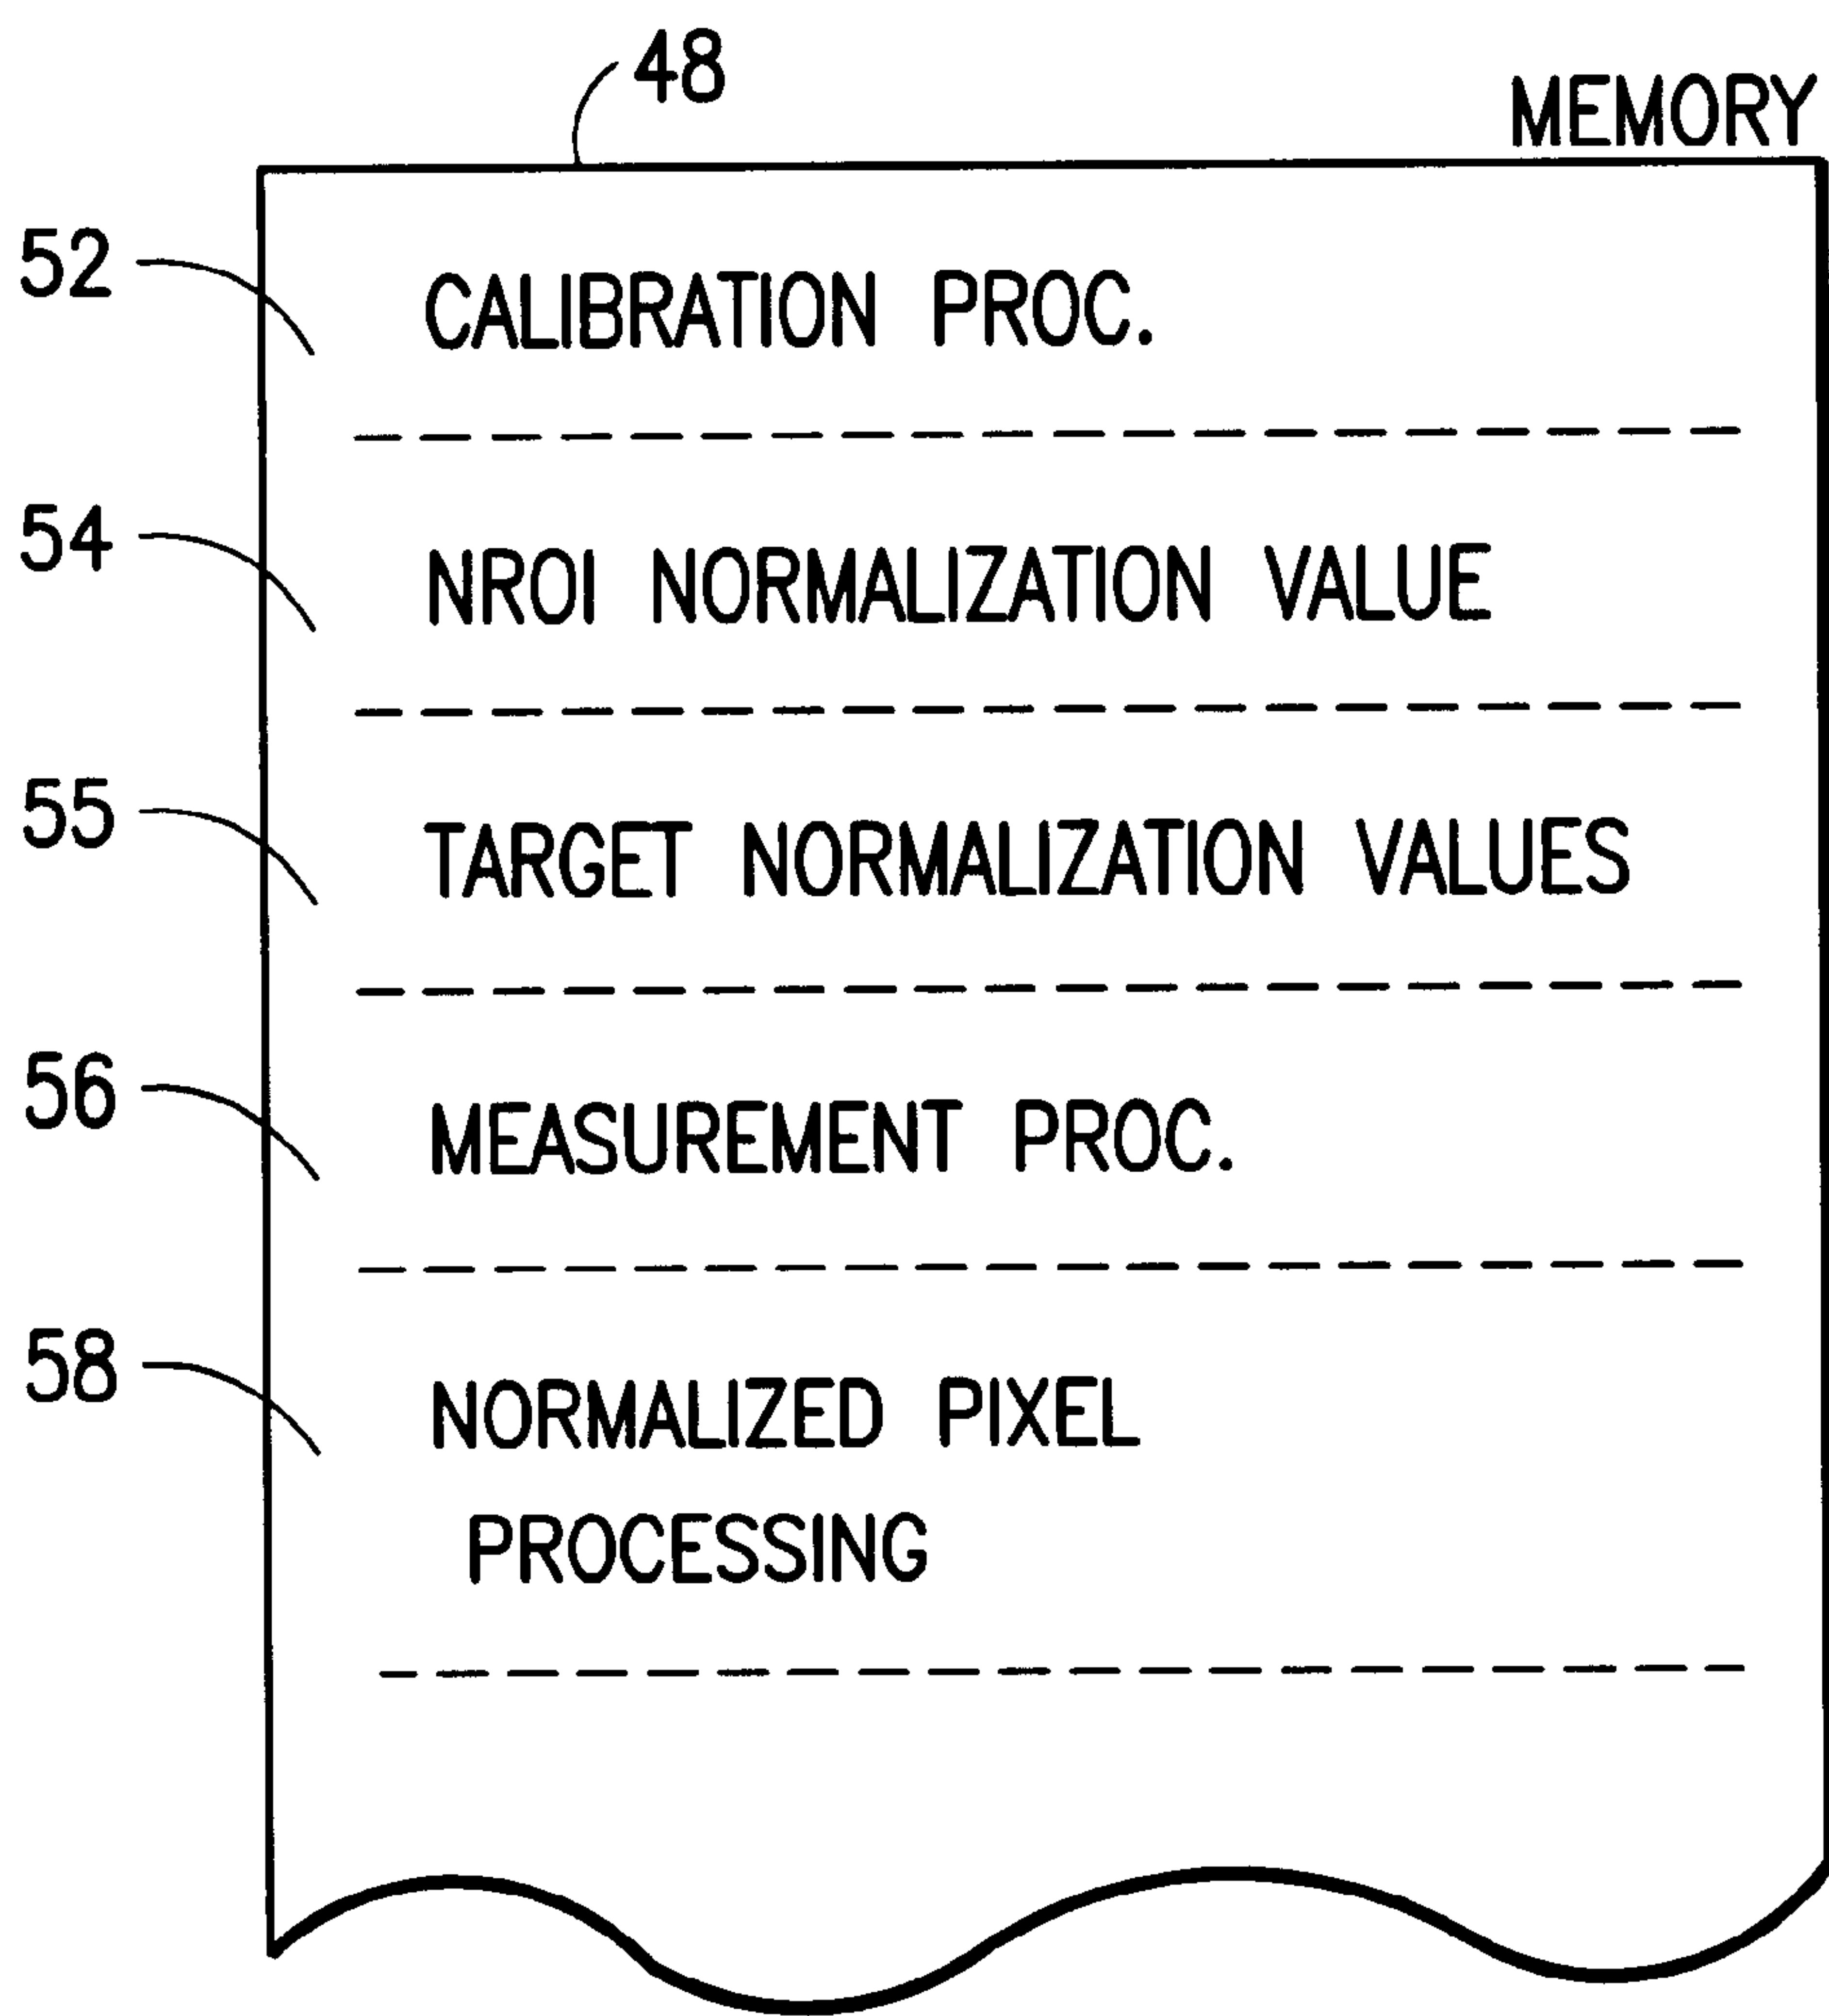 48
MEMORY
52 CALIBRATION PROC.
54 NROI NORMALIZATION VALUE
55 TARGET NORMALIZATION VALUES
56 MEASUREMENT PROC.
58 NORMALIZED PIXEL
PROCESSING